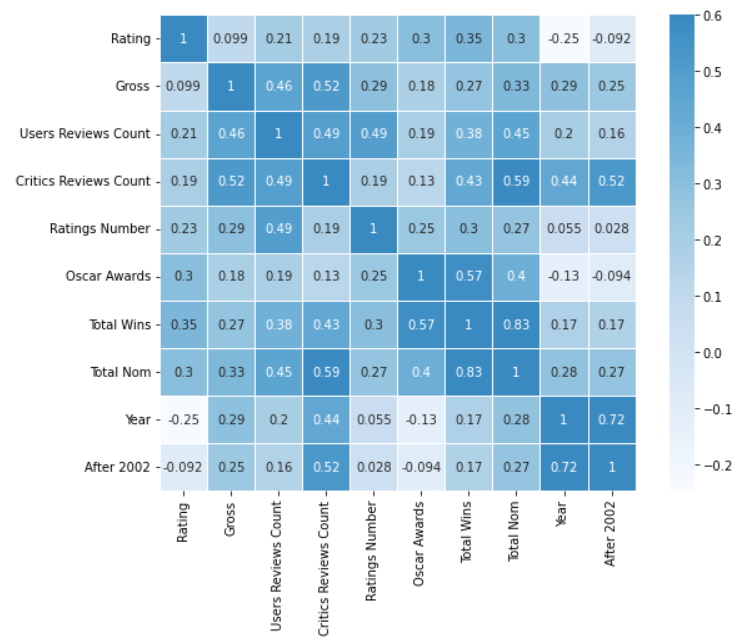 Rating 1 0.099 0.21 0.19 0.23 0.3 0.35 0.3 -0.25 -0.092
Gross 0.099 1 0.46 0.52 0.29 0.18 0.27 0.33 0.29 0.25
Users Reviews Count 0.21 0.46 1 0.49 0.49 0.19 0.38 0.45 0.2 0.16
Critics Reviews Count 0.19 0.52 0.49 1 0.19 0.13 0.43 0.59 0.44 0.52
Ratings Number 0.23 0.29 0.49 0.19 1 0.25 0.3 0.27 0.055 0.028
Oscar Awards 0.3 0.18 0.19 0.13 0.25 1 0.57 0.4 -0.13 -0.094
Total Wins 0.35 0.27 0.38 0.43 0.3 0.57 1 0.83 0.17 0.17
Total Nom 0.3 0.33 0.45 0.59 0.27 0.4 0.83 1 0.28 0.27
Year -0.25 0.29 0.2 0.44 0.055 -0.13 0.17 0.28 1 0.72
After 2002 -0.092 0.25 0.16 0.52 0.028 -0.094 0.17 0.27 0.72 1
Rating
Gross
Users Reviews Count
Critics Reviews Count
Ratings Number
Oscar Awards
Total Wins
Total Nom
Year
After 2002
0.6
0.5
0.4
0.3
0.2
0.1
0.0
−0.1
−0.2